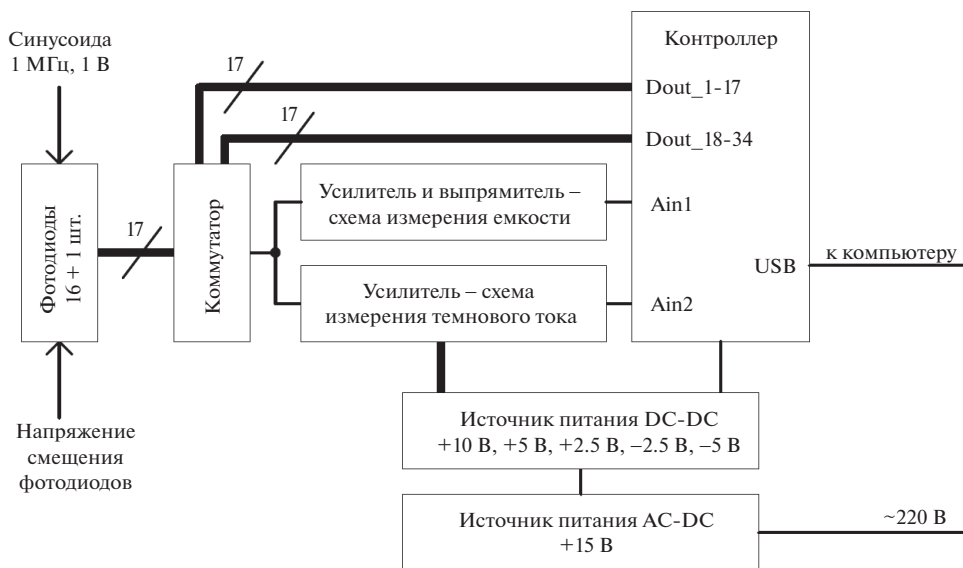 Синусоида
1 МГц, 1 В
17
17
Контроллер
Dout_1-17
Dout_18-34
Ain1
USB
Ain2
Фотодиоды
16 + 1 шт.
17
Коммутатор
Усилитель и выпрямитель –
схема измерения емкости
Усилитель – схема
измерения темнового тока
к компьютеру
Напряжение
смещения
фотодиодов
Источник питания DC-DC
+10 В, +5 В, +2.5 В, –2.5 В, –5 В
Источник питания AC-DC
+15 В
~220 В